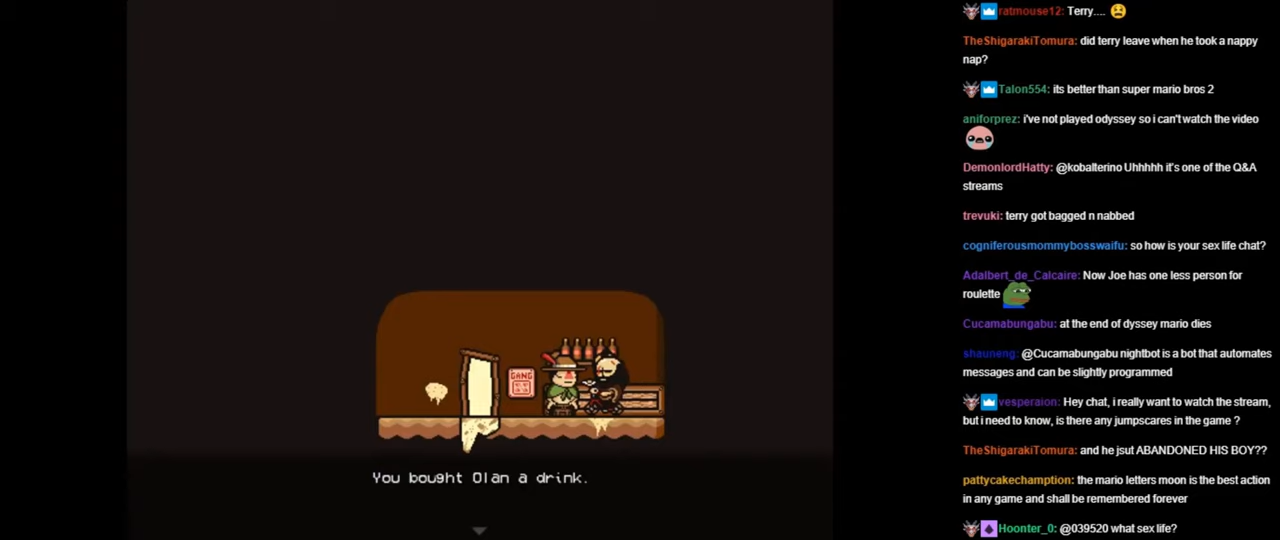 ratmouse12: Terry....
TheShigarakiTomura: did terry leave when he took a nappy
nap?
Talon554: its better than super mario bros 2
aniforprez: i've not played odyssey so i can't watch the video
DemonlordHatty: @kobalterino Uhhhhh it's one of the Q&A
streams
trevuki: terry got bagged n nabbed
cogniferousmommybosswaifu: so how is your sex life chat?
Adalbert_de_Calcaire: Now Joe has one less person for
roulette
Cucamabungabu: at the end of dyssey mario dies
shauneng: @Cucamabungabu nightbot is a bot that automates
messages and can be slightly programmed
vesperaion: Hey chat, i really want to watch the stream,
but i need to know, is there any jumpscares in the game ?
TheShigarakiTomura: and he jsut ABANDONED HIS BOY??
pattycakechamption: the mario letters moon is the best action
in any game and shall be remembered forever
Hoonter_0: @039520 what sex life?
GANG
You bought Olan a drink.